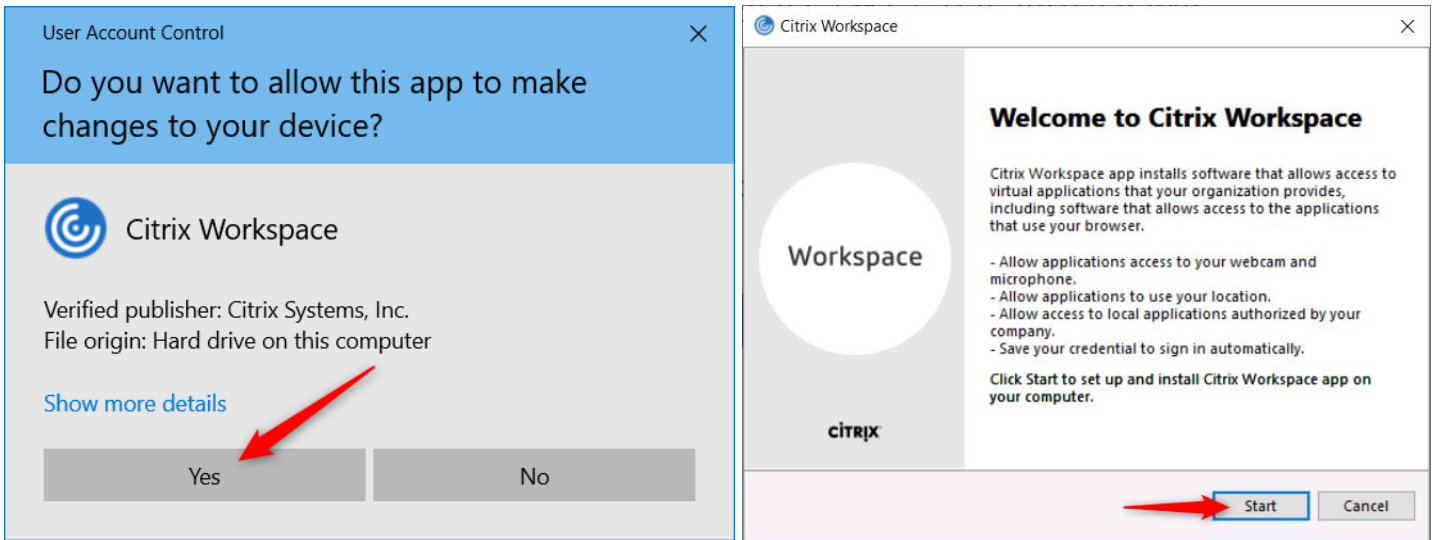 User Account Control
Do you want to allow this app to make
changes to your device?
Citrix Workspace
Verified publisher: Citrix Systems, Inc.
File origin: Hard drive on this computer
Show more details
Yes
No
Citrix Workspace
Workspace
CİTRIX
Welcome to Citrix Workspace
Citrix Workspace app installs software that allows access to
virtual applications that your organization provides,
including software that allows access to the applications
that use your browser.
- Allow applications access to your webcam and
microphone.
- Allow applications to use your location.
- Allow access to local applications authorized by your
company.
- Save your credential to sign in automatically.
Click Start to set up and install Citrix Workspace app on
your computer.
Start
Cancel